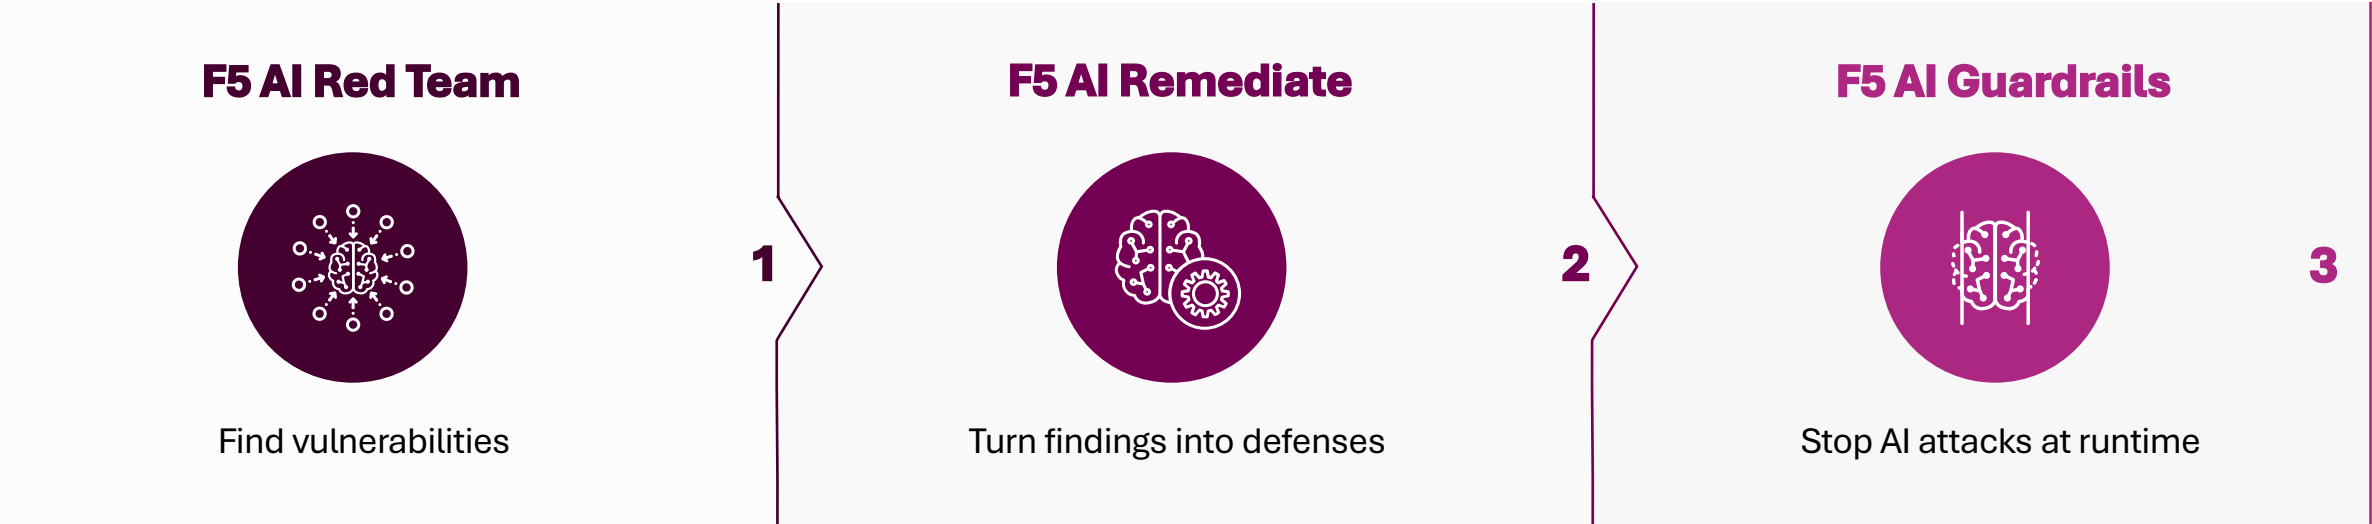 F5 AI Red Team
Find vulnerabilities
1
F5 AI Remediate
Turn findings into defenses
2
F5 AI Guardrails
Stop AI attacks at runtime
3